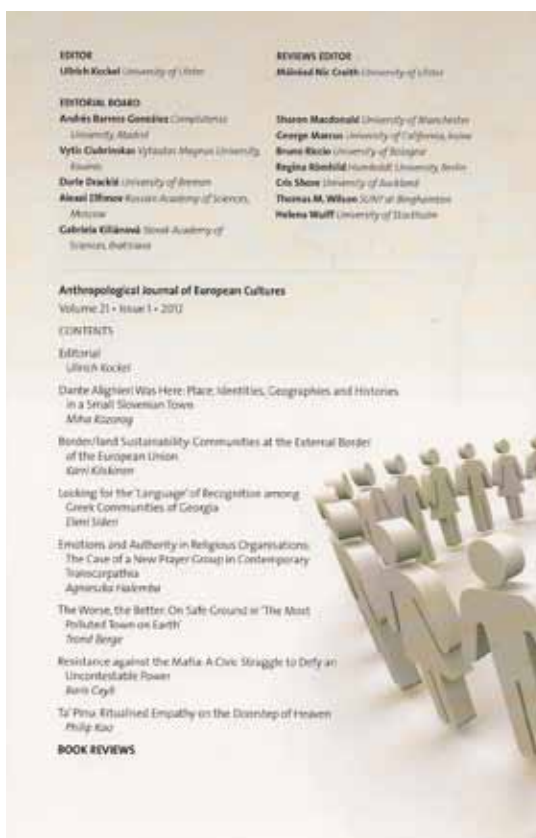 EDITOR
Ullrich Kockel University of Ulster
REVIEWS EDITOR
Máiréad Nic Craith University of Ulster
EDITORIAL BOARD
Andrés Barrera González Complutense
University, Madrid
Vytis Ciubrinskas Vytautas Magnus University,
Kaunas
Dorle Dracklé University of Bremen
Alexei Elfimov Russian Academy of Sciences,
Moscow
Gabriela Kiliánová Slovak Academy of
Sciences, Bratislava
Sharon Macdonald University of Manchester
George Marcus University of California, Irvine
Bruno Riccio University of Bologna
Regina Römhild Humboldt University, Berlin
Cris Shore University of Auckland
Thomas M. Wilson SUNY at Binghamton
Helena Wulff University of Stockholm
Anthropological Journal of European Cultures
Volume 21 • Issue 1 • 2012
CONTENTS
Editorial
Ullrich Kockel
Dante Alighieri Was Here: Place, Identities, Geographies and Histories
in a Small Slovenian Town
Miha Kozorog
Border/land Sustainability: Communities at the External Border
of the European Union
Karri Kiiskinen
Looking for the 'Language' of Recognition among
Greek Communities of Georgia
Eleni Sideri
Emotions and Authority in Religious Organisations:
The Case of a New Prayer Group in Contemporary
Transcarpathia
Agnieszka Halemba
The Worse, the Better: On Safe Ground in 'The Most
Polluted Town on Earth'
Trond Berge
Resistance against the Mafia: A Civic Struggle to Defy an
Uncontestable Power
Baris Cayli
Ta' Pinu: Ritualised Empathy on the Doorstep of Heaven
Philip Kao
BOOK REVIEWS